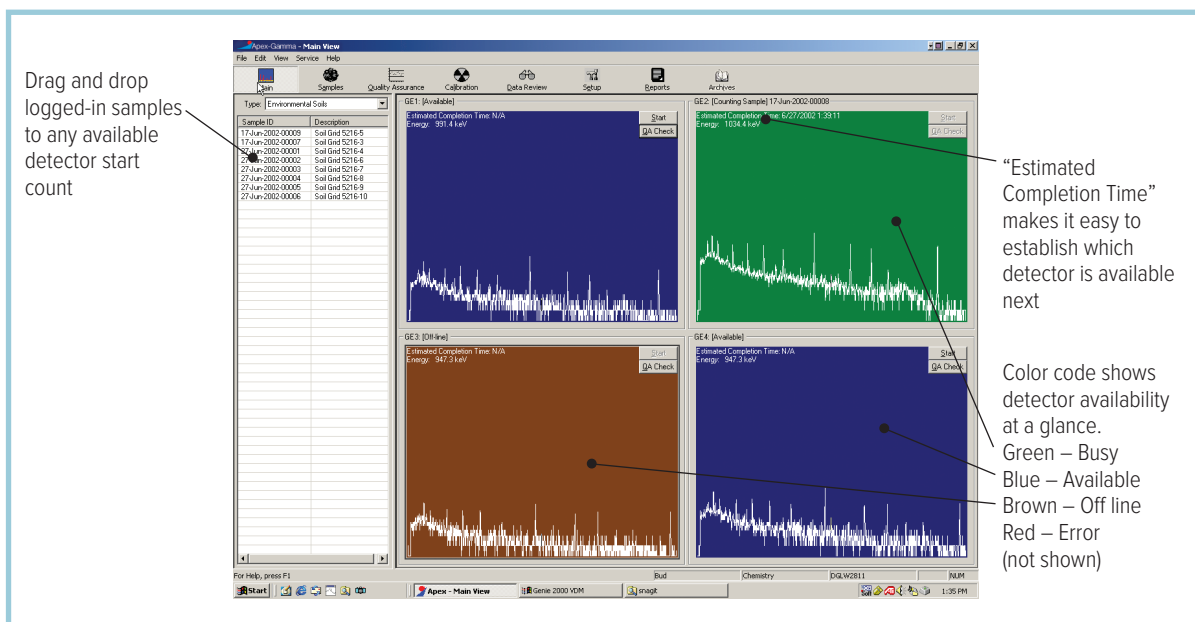 Drag and drop
logged-in samples
to any available
detector start
count
Apex-Gamma - Main View
File Edit View Service Help
Main Samples Quality Assurance Calibration Data Review Setup Reports Archives
Type: Environmental Soils
Sample ID Description
17-Jun-2002-00009 Soil Grid 5216-5
17-Jun-2002-00007 Soil Grid 5216-3
27-Jun-2002-00001 Soil Grid 5216-4
27-Jun-2002-00002 Soil Grid 5216-6
27-Jun-2002-00003 Soil Grid 5216-7
27-Jun-2002-00004 Soil Grid 5216-8
27-Jun-2002-00005 Soil Grid 5216-9
27-Jun-2002-00006 Soil Grid 5216-10
GE1: [Available]
Estimated Completion Time: N/A
Energy: 991.4 keV
Start
QA Check
GE2: [Counting Sample] 17-Jun-2002-00008
Estimated Completion Time: 6/27/2002 1:39:11
Energy: 1034.4 keV
Start
QA Check
GE3: [Off-line]
Estimated Completion Time: N/A
Energy: 947.3 keV
Start
QA Check
GE4: [Available]
Estimated Completion Time: N/A
Energy: 947.3 keV
Start
QA Check
For Help, press F1 Bud Chemistry DGLW2811 NUM
Start Apex - Main View Genie 2000 VDM snagit 1:35 PM
“Estimated
Completion Time”
makes it easy to
establish which
detector is available
next
Color code shows
detector availability
at a glance.
Green – Busy
Blue – Available
Brown – Off line
Red – Error
(not shown)